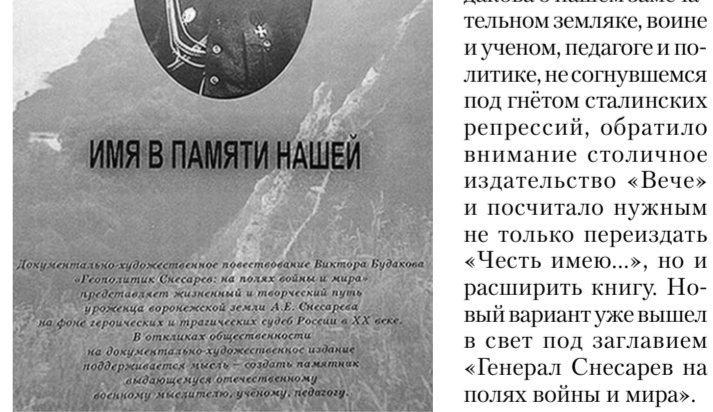 ИМЯ В ПАМЯТИ НАШЕЙ
Документально-художественное повествование Виктора Будакова
«Геополитик Снесарев: на полях войны и мира»
представляет жизненный и творческий путь
уроженца воронежской земли А.Е. Снесарева
на фоне героических и трагических судеб России в XX веке.
В откликах общественности
на документально-художественное издание
поддерживается мысль – создать памятник
выдающемуся отечественному
военному мыслителю, учёному, педагогу.
дакова о нашем замеча-
тельном земляке, воине
и ученом, педагоге и по-
литике, не согнувшемся
под гнётом сталинских
репрессий, обратило
внимание столичное
издательство «Вече»
и посчитало нужным
не только переиздать
«Честь имею...», но и
расширить книгу. Но-
вый вариант уже вышел
в свет под заглавием
«Генерал Снесарев на
полях войны и мира».